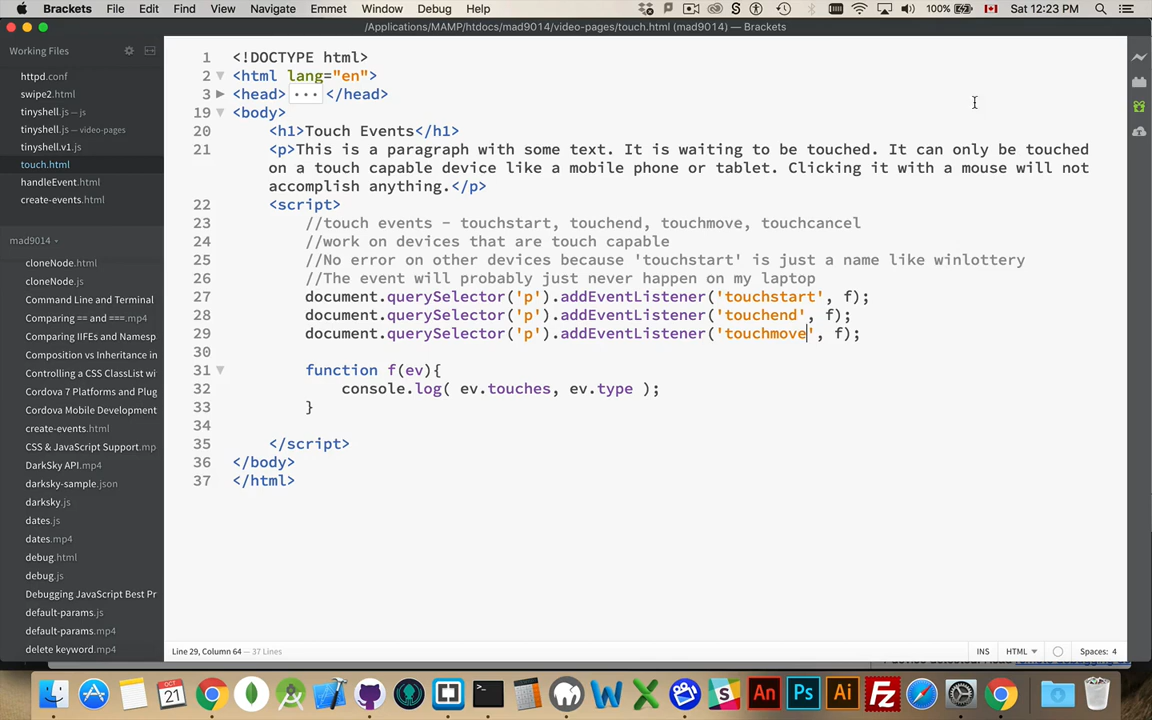 Brackets File Edit Find View Navigate Emmet Window Debug Help 100% Sat 12:23 PM
/Applications/MAMP/htdocs/mad9014/video-pages/touch.html (mad9014) — Brackets
Working Files
httpd.conf
swipe2.html
tinyshell.js — js
tinyshell.js — video-pages
tinyshell.v1.js
touch.html
handleEvent.html
create-events.html
mad9014
cloneNode.html
cloneNode.js
Command Line and Terminal
Comparing == and ===.mp4
Comparing IIFEs and Namesp
Composition vs Inheritance in
Controlling a CSS ClassList wi
Cordova 7 Platforms and Plug
Cordova Mobile Development
create-events.html
CSS & JavaScript Support.mp
DarkSky API.mp4
darksky-sample.json
darksky.js
dates.js
dates.mp4
debug.html
debug.js
Debugging JavaScript Best Pr
default-params.js
default-params.mp4
delete keyword.mp4
1 <!DOCTYPE html>
2 <html lang="en">
3 <head> ... </head>
19 <body>
20 <h1>Touch Events</h1>
21 <p>This is a paragraph with some text. It is waiting to be touched. It can only be touched
on a touch capable device like a mobile phone or tablet. Clicking it with a mouse will not
accomplish anything.</p>
22 <script>
23 //touch events - touchstart, touchend, touchmove, touchcancel
24 //work on devices that are touch capable
25 //No error on other devices because 'touchstart' is just a name like winlottery
26 //The event will probably just never happen on my laptop
27 document.querySelector('p').addEventListener('touchstart', f);
28 document.querySelector('p').addEventListener('touchend', f);
29 document.querySelector('p').addEventListener('touchmove', f);
30
31 function f(ev){
32 console.log( ev.touches, ev.type );
33 }
34
35 </script>
36 </body>
37 </html>
Line 29, Column 64 — 37 Lines
INS HTML Spaces: 4
OCT 21 W X An Ps Ai Fz